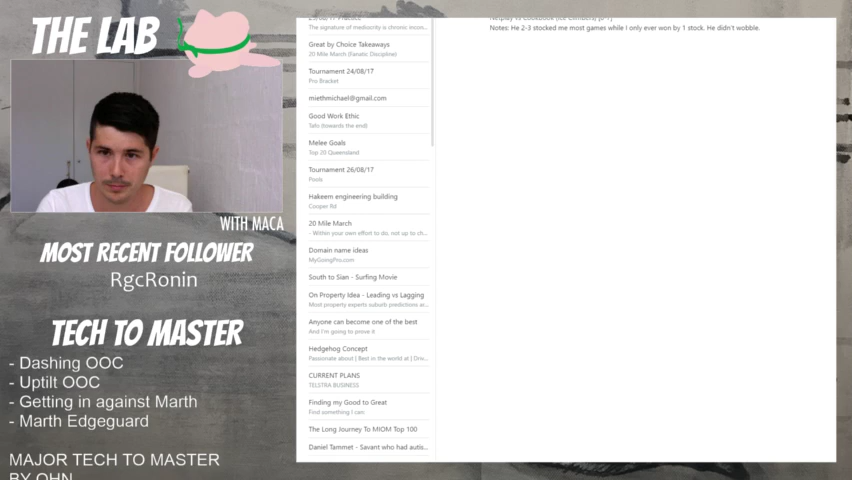 THE LAB
WITH MACA
MOST RECENT FOLLOWER
RgcRonin
TECH TO MASTER
- Dashing OOC
- Uptilt OOC
- Getting in against Marth
- Marth Edgeguard
MAJOR TECH TO MASTER
The signature of mediocrity is chronic incon...
Great by Choice Takeaways
20 Mile March (Fanatic Discipline)
Tournament 24/08/17
Pro Bracket
miethmichael@gmail.com
Good Work Ethic
Tafo (towards the end)
Melee Goals
Top 20 Queensland
Tournament 26/08/17
Pools
Hakeem engineering building
Cooper Rd
20 Mile March
- Within your own effort to do, not up to ch...
Domain name ideas
MyGoingPro.com
South to Sian - Surfing Movie
On Property Idea - Leading vs Lagging
Most property experts suburb predictions ar...
Anyone can become one of the best
And I'm going to prove it
Hedgehog Concept
Passionate about | Best in the world at | Driv...
CURRENT PLANS
TELSTRA BUSINESS
Finding my Good to Great
Find something I can:
The Long Journey To MIOM Top 100
Daniel Tammet - Savant who had autis...
Notes: He 2-3 stocked me most games while I only ever won by 1 stock. He didn't wobble.